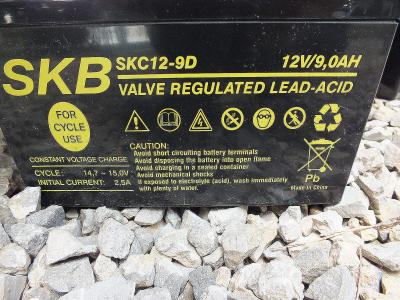 SKB
SKC12-9D
12V/9,0AH
VALVE REGULATED LEAD-ACID
FOR
CYCLE
USE
CONSTANT VOLTAGE CHARGE
CYCLE: 14,7 ~ 15,0V
INITIAL CURRENT: 2,5A
CAUTION:
Avoid short circuiting battery terminals
Avoid disposing the battery into open flame
Avoid charging in a sealed container
Avoid mechanical shocks
If exposed to electrolyte (acid), wash immediately
with plenty of water.
Pb
Made in China